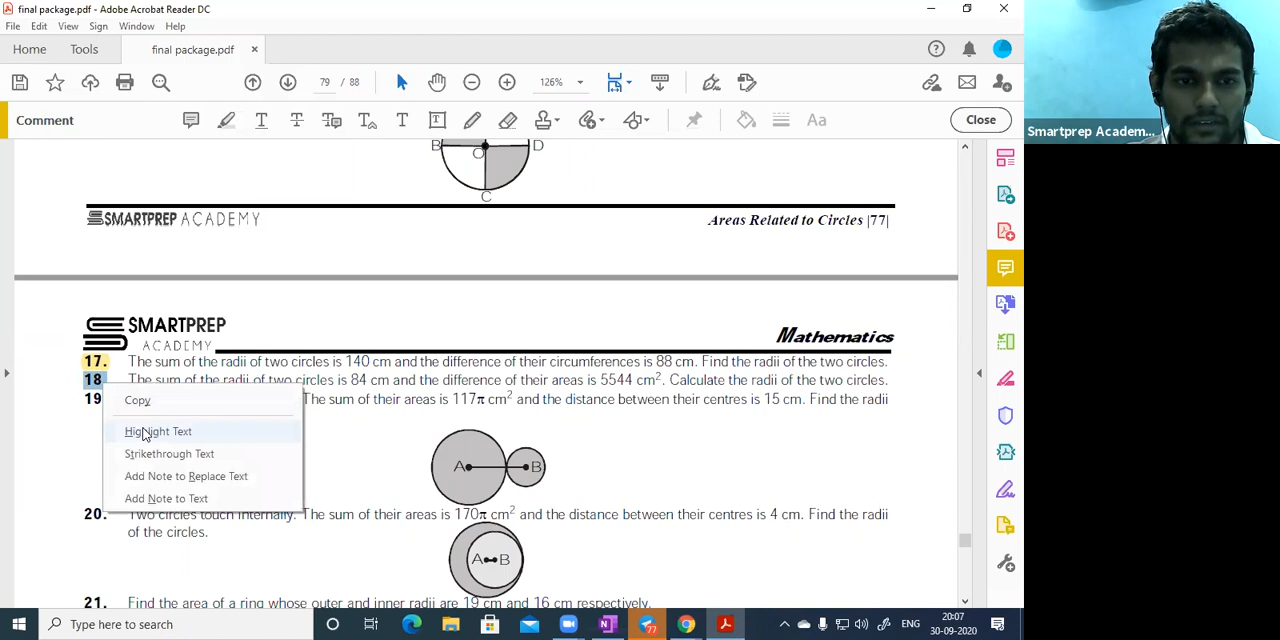 final package.pdf - Adobe Acrobat Reader DC
File Edit View Sign Window Help
Home Tools final package.pdf ×
79 / 88 126%
Comment Aa Close
Smartprep Academ...
B O D
C
SMARTPREP ACADEMY Areas Related to Circles |77|
SMARTPREP
ACADEMY Mathematics
17. The sum of the radii of two circles is 140 cm and the difference of their circumferences is 88 cm. Find the radii of the two circles.
18 The sum of the radii of two circles is 84 cm and the difference of their areas is 5544 cm². Calculate the radii of the two circles.
19 The sum of their areas is 117π cm² and the distance between their centres is 15 cm. Find the radii
Copy
Highlight Text
Strikethrough Text
Add Note to Replace Text
Add Note to Text
A B
20. Two circles touch internally. The sum of their areas is 170π cm² and the distance between their centres is 4 cm. Find the radii
of the circles.
A B
21. Find the area of a ring whose outer and inner radii are 19 cm and 16 cm respectively.
Type here to search
77
ENG
20:07
30-09-2020